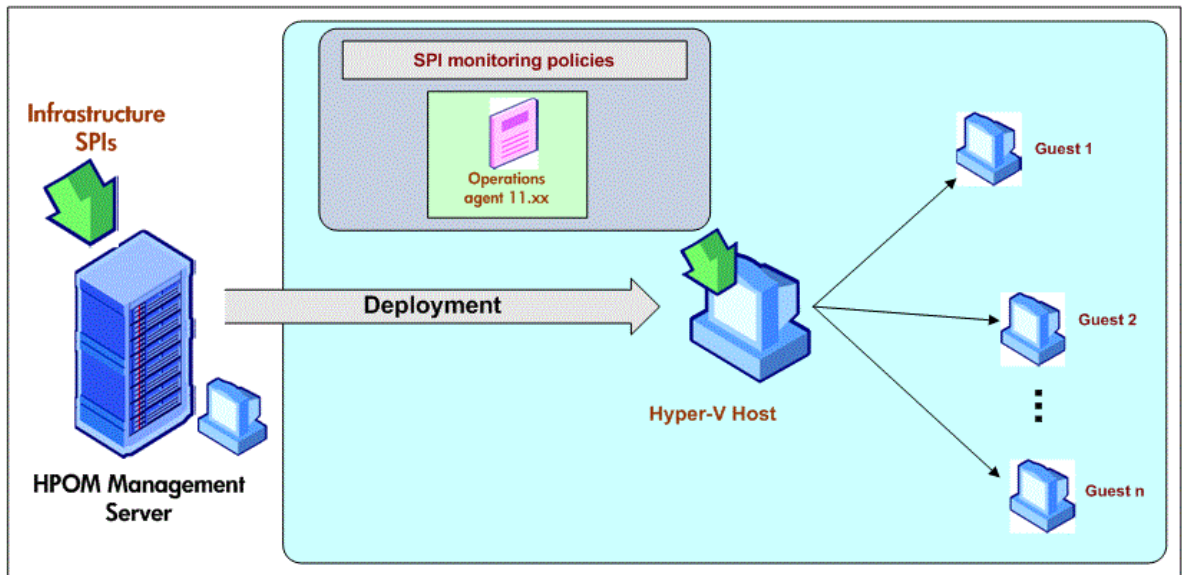 SPI monitoring policies
Infrastructure
SPIs
Operations
agent 11.xx
Guest 1
Deployment
Guest 2
Hyper-V Host
HPOM Management
Server
Guest n